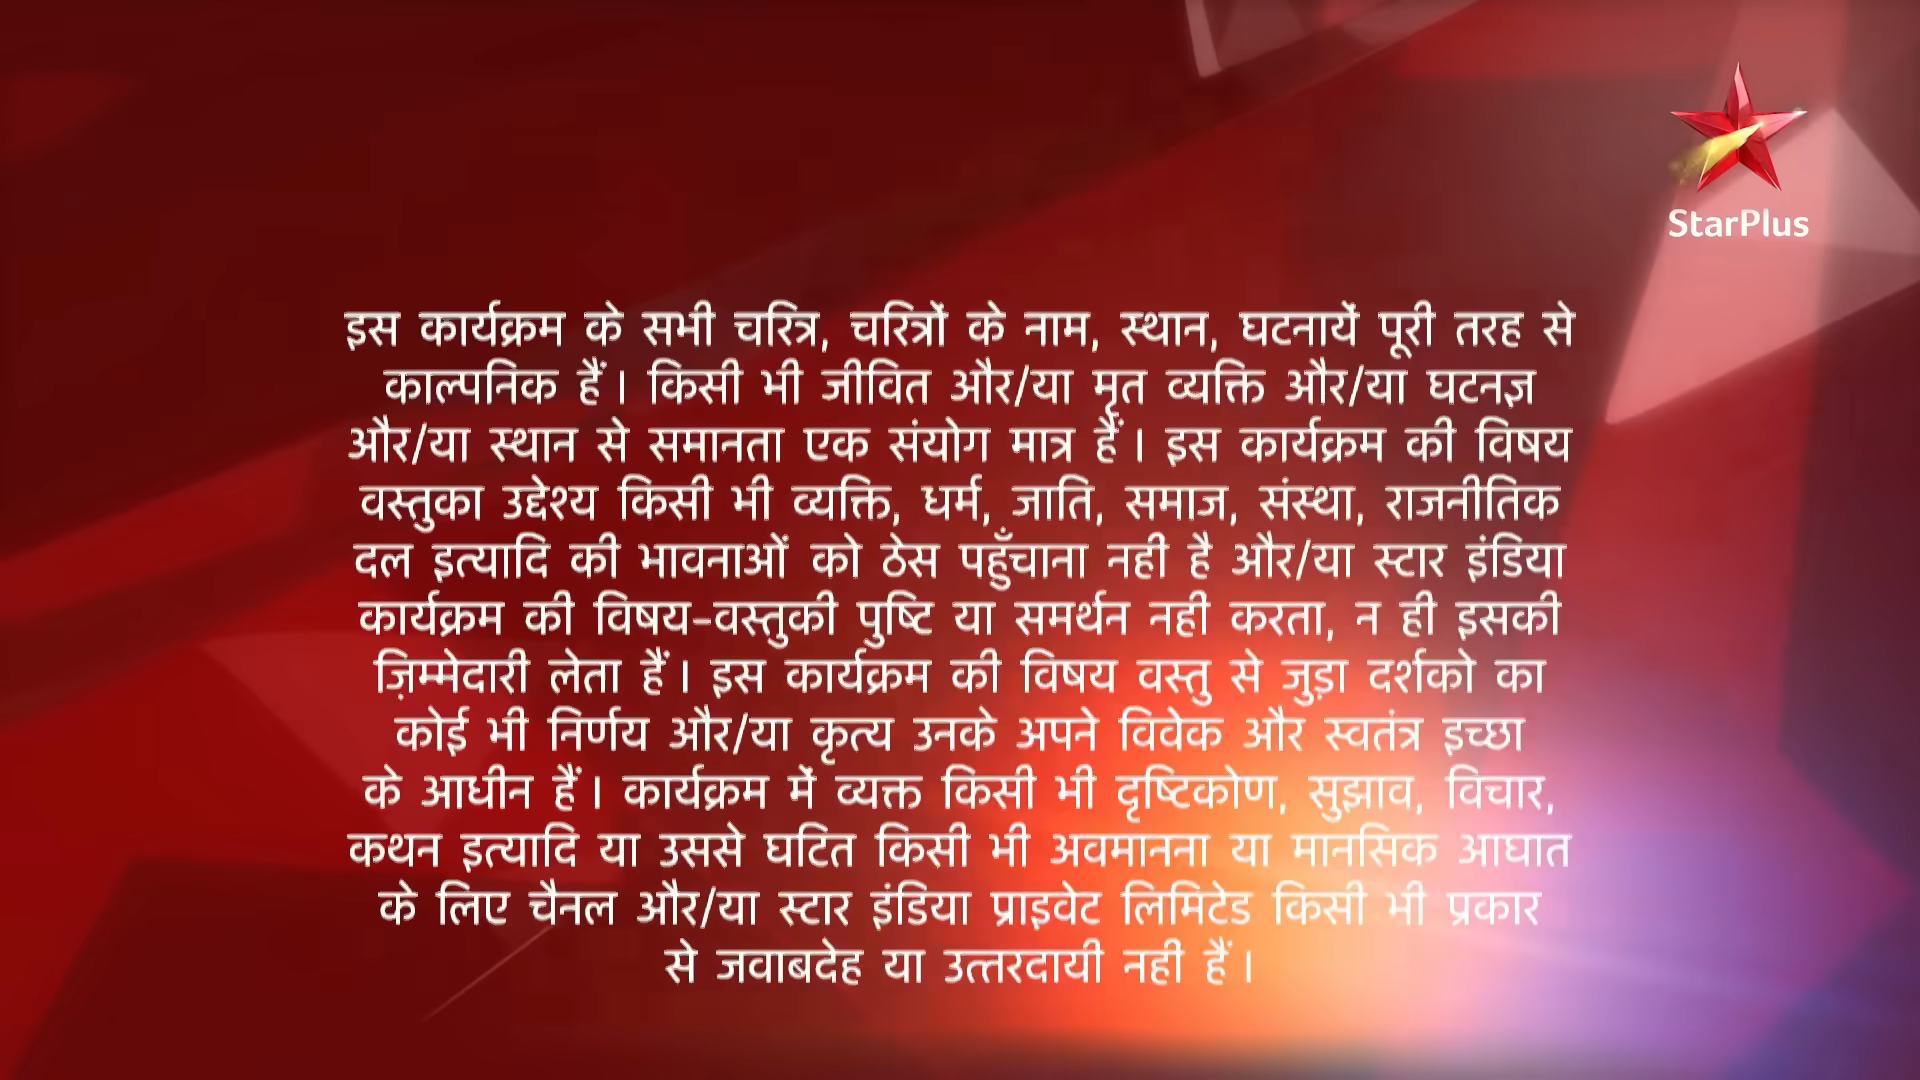 StarPlus
इस कार्यक्रम के सभी चरित्र, चरित्रों के नाम, स्थान, घटनायें पूरी तरह से
काल्पनिक हैं। किसी भी जीवित और/या मृत व्यक्ति और/या घटनज्ञ
और/या स्थान से समानता एक संयोग मात्र हैं। इस कार्यक्रम की विषय
वस्तुका उद्देश्य किसी भी व्यक्ति, धर्म, जाति, समाज, संस्था, राजनीतिक
दल इत्यादि की भावनाओं को ठेस पहुँचाना नही है और/या स्टार इंडिया
कार्यक्रम की विषय-वस्तुकी पुष्टि या समर्थन नही करता, न ही इसकी
ज़िम्मेदारी लेता हैं। इस कार्यक्रम की विषय वस्तु से जुड़ा दर्शको का
कोई भी निर्णय और/या कृत्य उनके अपने विवेक और स्वतंत्र इच्छा
के आधीन हैं। कार्यक्रम में व्यक्त किसी भी दृष्टिकोण, सुझाव, विचार,
कथन इत्यादि या उससे घटित किसी भी अवमानना या मानसिक आघात
के लिए चैनल और/या स्टार इंडिया प्राइवेट लिमिटेड किसी भी प्रकार
से जवाबदेह या उत्तरदायी नही हैं।